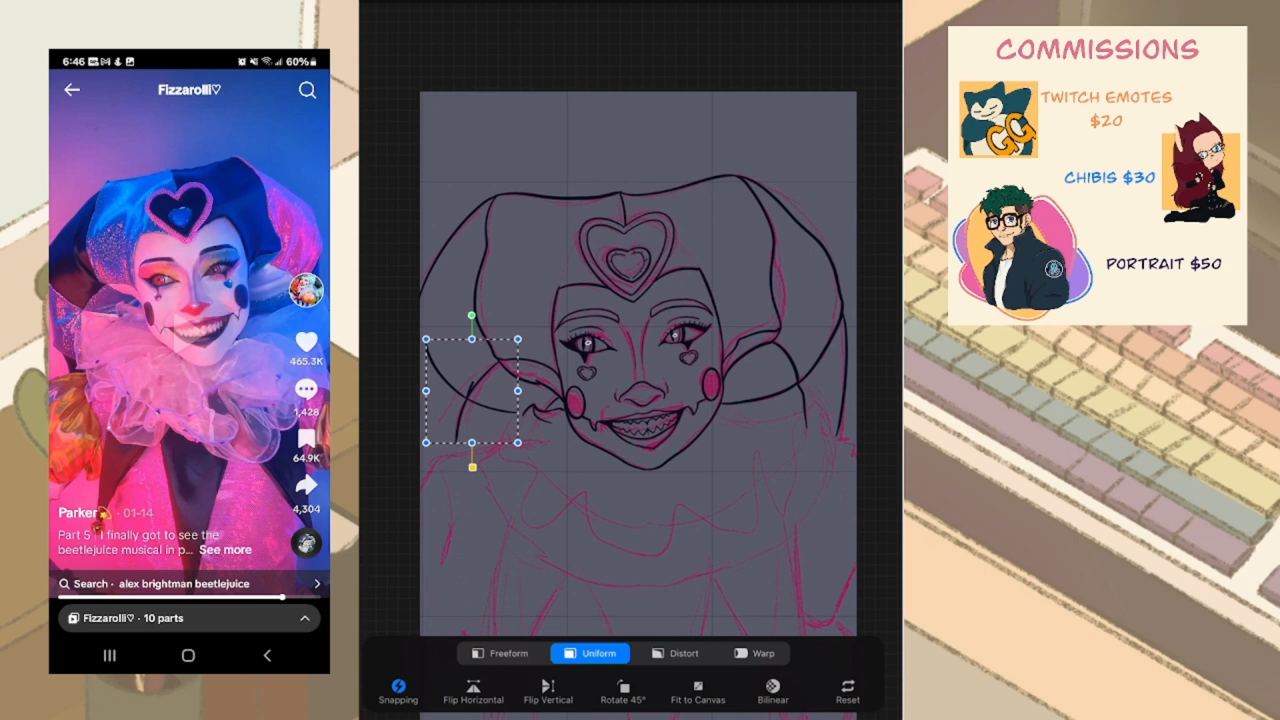 6:46
60%
Fizzarolli♡
465.3K
1,428
64.9K
4,304
Parker · 01-14
Part 5 I finally got to see the
beetlejuice musical in p... See more
Search · alex brightman beetlejuice
Fizzarolli♡ · 10 parts
Freeform
Uniform
Distort
Warp
Snapping
Flip Horizontal
Flip Vertical
Rotate 45°
Fit to Canvas
Bilinear
Reset
COMMISSIONS
TWITCH EMOTES
$20
GG
CHIBIS $30
PORTRAIT $50